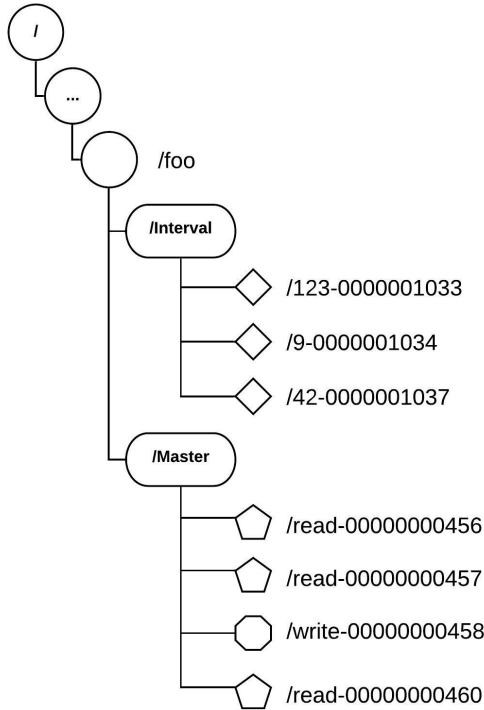 /
...
/foo
/Interval
/123-0000001033
/9-0000001034
/42-0000001037
/Master
/read-00000000456
/read-00000000457
/write-00000000458
/read-00000000460